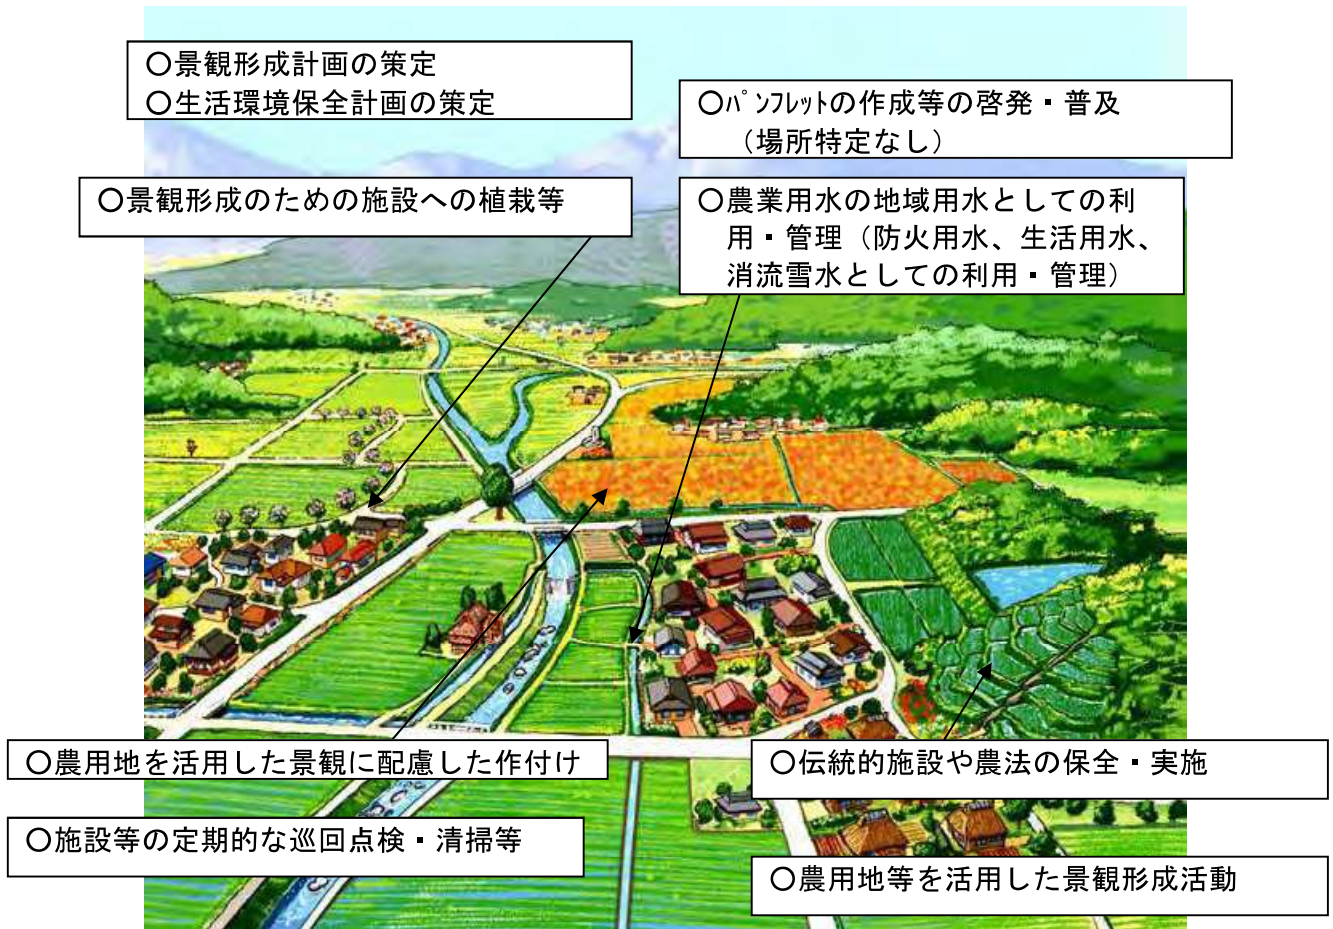 ○景観形成計画の策定
○生活環境保全計画の策定
○ﾊﾟﾝﾌﾚｯﾄの作成等の啓発・普及
（場所特定なし）
○景観形成のための施設への植栽等
○農業用水の地域用水としての利
用・管理（防火用水、生活用水、
消流雪水としての利用・管理）
○農用地を活用した景観に配慮した作付け
○伝統的施設や農法の保全・実施
○施設等の定期的な巡回点検・清掃等
○農用地等を活用した景観形成活動